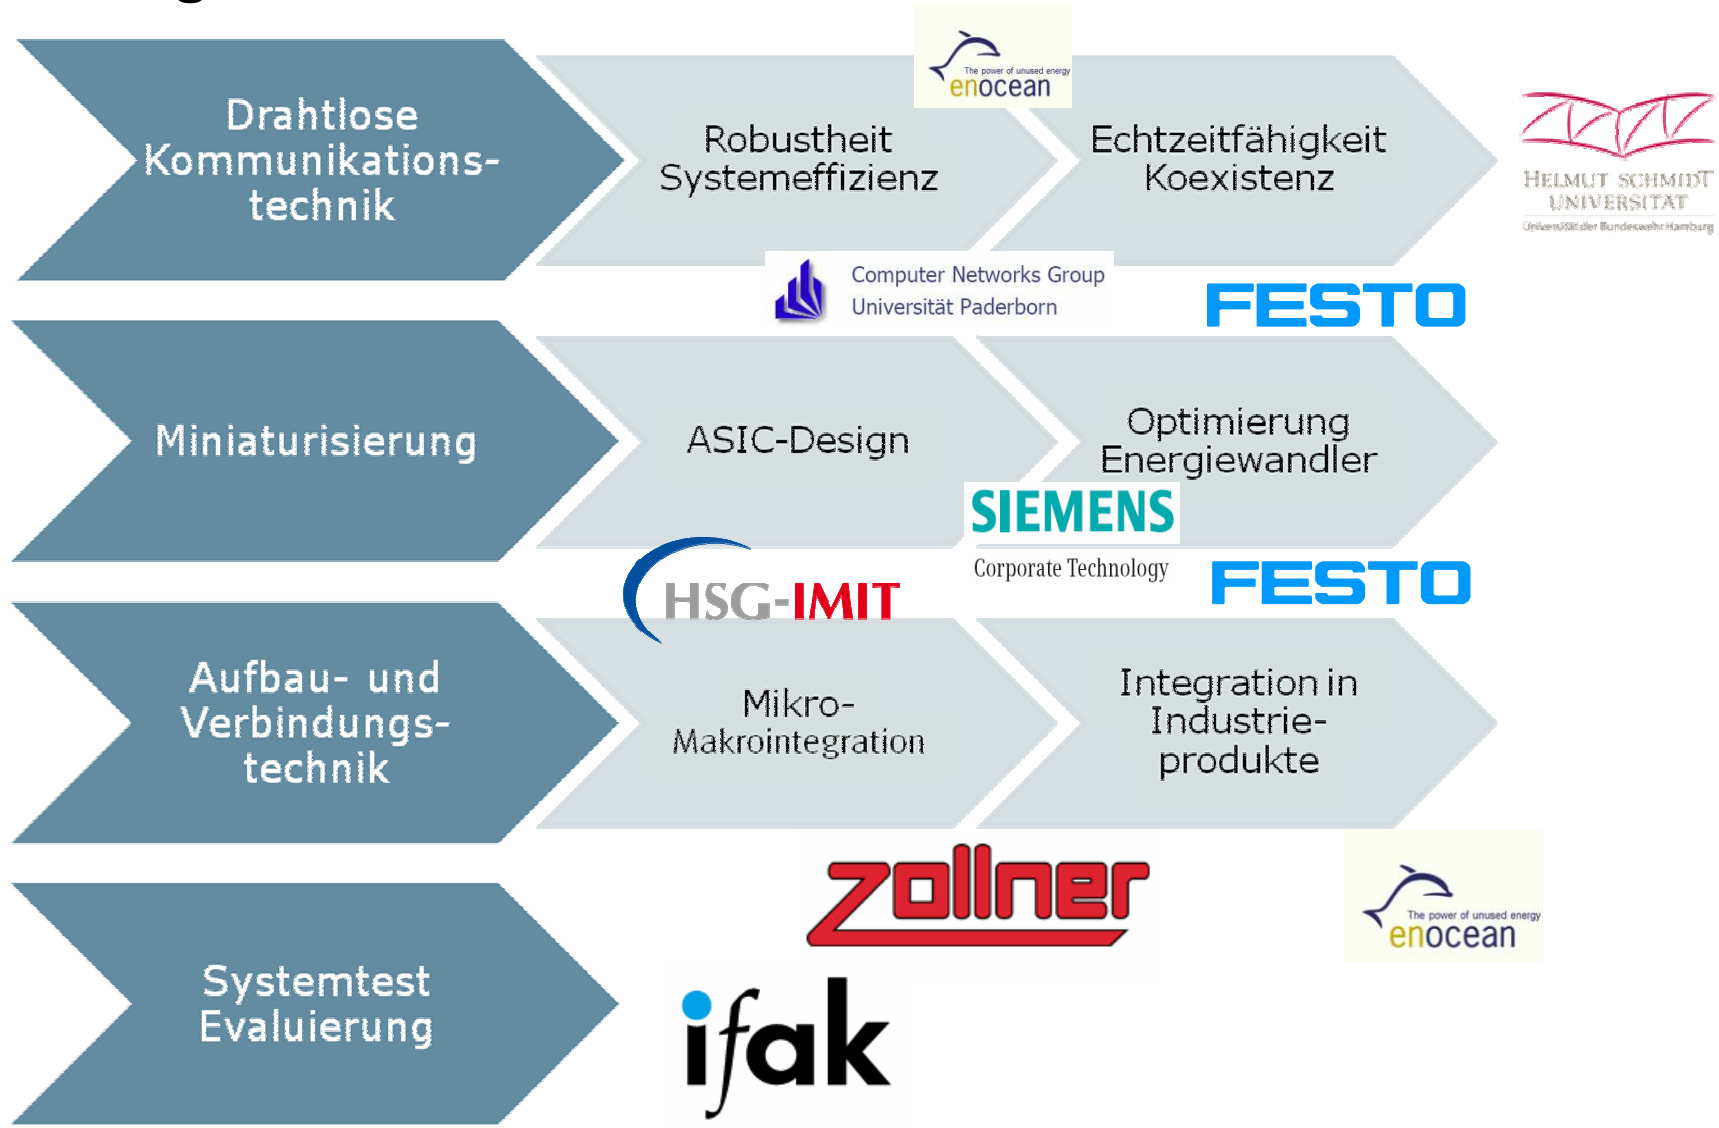 Drahtlose
Kommunikations-
technik
Robustheit
Systemeffizienz
The power of unused energy
enocean
Echtzeitfähigkeit
Koexistenz
HELMUT SCHMIDT
UNIVERSITÄT
Universität der Bundeswehr Hamburg
Computer Networks Group
Universität Paderborn
FESTO
Miniaturisierung
ASIC-Design
Optimierung
Energiewandler
SIEMENS
Corporate Technology
HSG-IMIT
FESTO
Aufbau- und
Verbindungs-
technik
Mikro-
Makrointegration
Integration in
Industrie-
produkte
zollner
The power of unused energy
enocean
Systemtest
Evaluierung
ifak